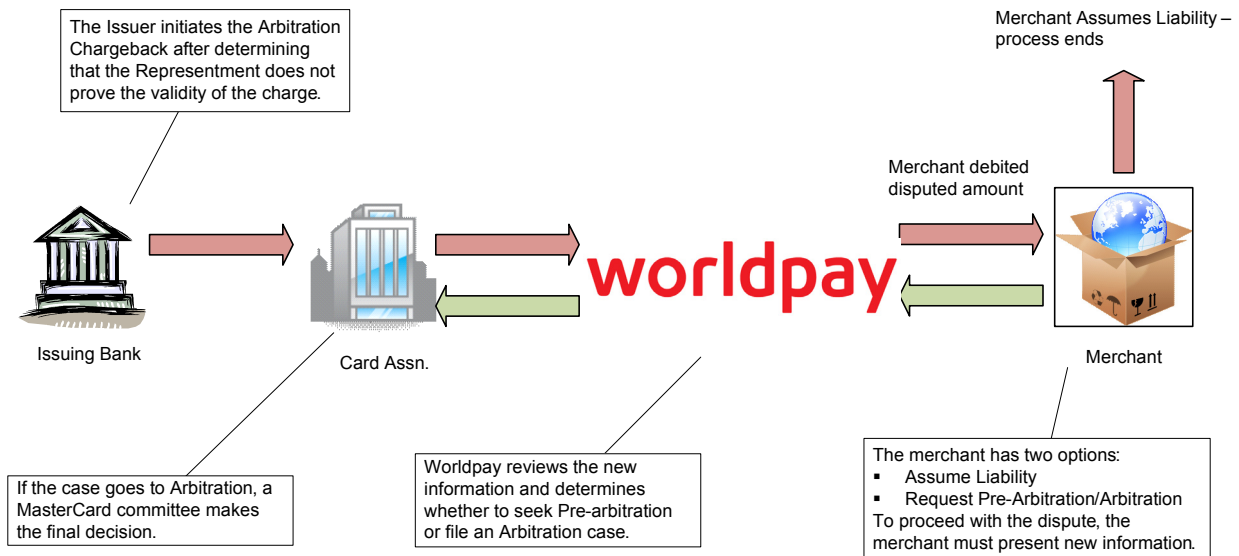 The Issuer initiates the Arbitration
Chargeback after determining
that the Representment does not
prove the validity of the charge.
Merchant Assumes Liability –
process ends
Merchant debited
disputed amount
worldpay
Issuing Bank
Card Assn.
Merchant
If the case goes to Arbitration, a
MasterCard committee makes
the final decision.
Worldpay reviews the new
information and determines
whether to seek Pre-arbitration
or file an Arbitration case.
The merchant has two options:
▪ Assume Liability
▪ Request Pre-Arbitration/Arbitration
To proceed with the dispute, the
merchant must present new information.